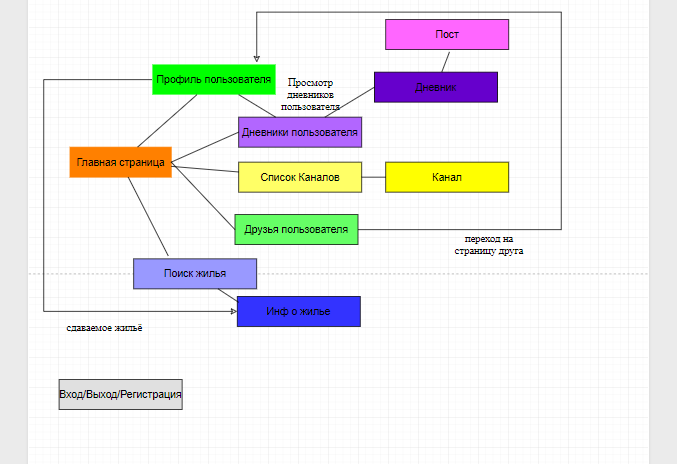 Пост
Профиль пользователя
Просмотр
дневников
пользователя
Дневник
Дневники пользователя
Главная страница
Список Каналов
Канал
Друзья пользователя
переход на
страницу друга
Поиск жилья
Инф о жилье
сдаваемое жильё
Вход/Выход/Регистрация